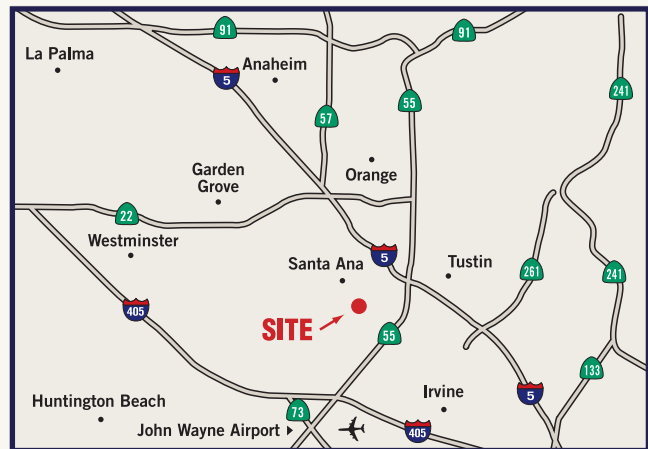 91
91
La Palma
Anaheim
5
241
55
57
Garden
Grove
Orange
22
Westminster
Santa Ana
5
Tustin
261
241
405
SITE
55
133
Huntington Beach
Irvine
5
73
John Wayne Airport
405